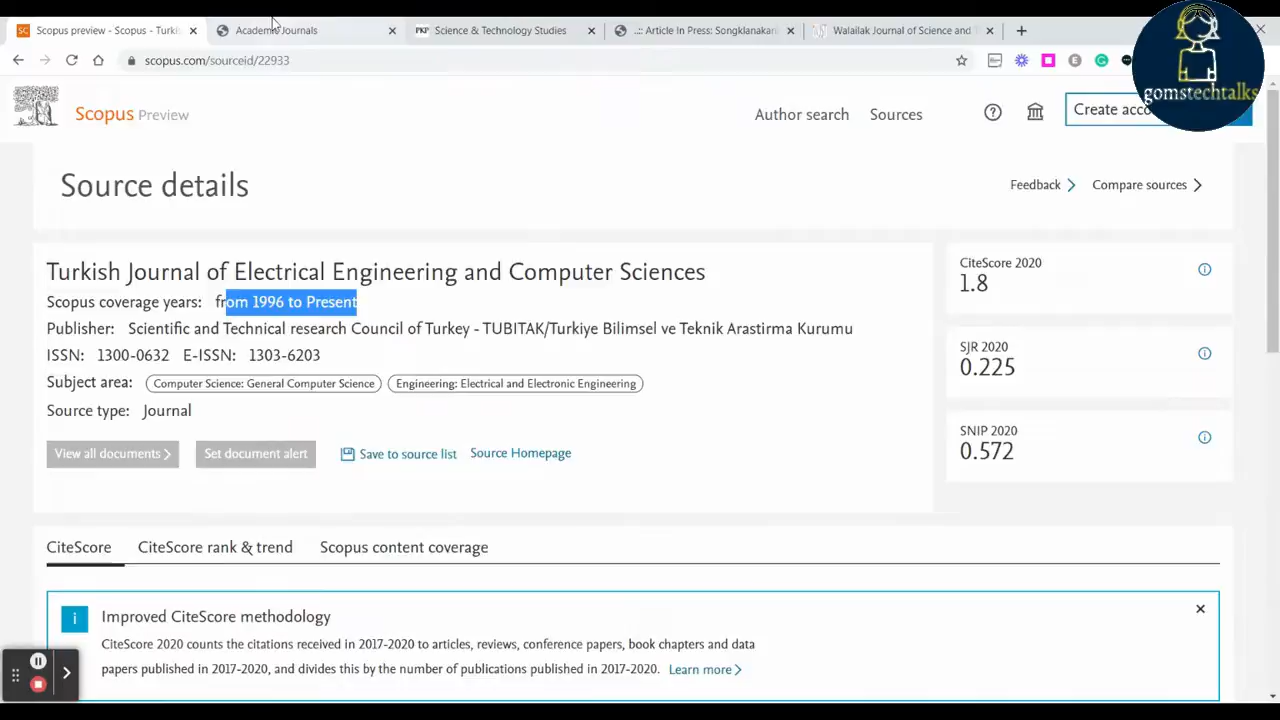 Scopus preview - Scopus - Turki
Academic Journals
PKP Science & Technology Studies
..:: Article In Press: Songklanakari
Walailak Journal of Science and T
scopus.com/sourceid/22933
gomstechtalks
Scopus Preview
Author search
Sources
Create acco
Source details
Feedback
Compare sources
Turkish Journal of Electrical Engineering and Computer Sciences
Scopus coverage years: from 1996 to Present
Publisher: Scientific and Technical research Council of Turkey - TUBITAK/Turkiye Bilimsel ve Teknik Arastirma Kurumu
ISSN: 1300-0632 E-ISSN: 1303-6203
Subject area: Computer Science: General Computer Science Engineering: Electrical and Electronic Engineering
Source type: Journal
View all documents
Set document alert
Save to source list
Source Homepage
CiteScore 2020
1.8
SJR 2020
0.225
SNIP 2020
0.572
CiteScore
CiteScore rank & trend
Scopus content coverage
Improved CiteScore methodology
CiteScore 2020 counts the citations received in 2017-2020 to articles, reviews, conference papers, book chapters and data
papers published in 2017-2020, and divides this by the number of publications published in 2017-2020. Learn more